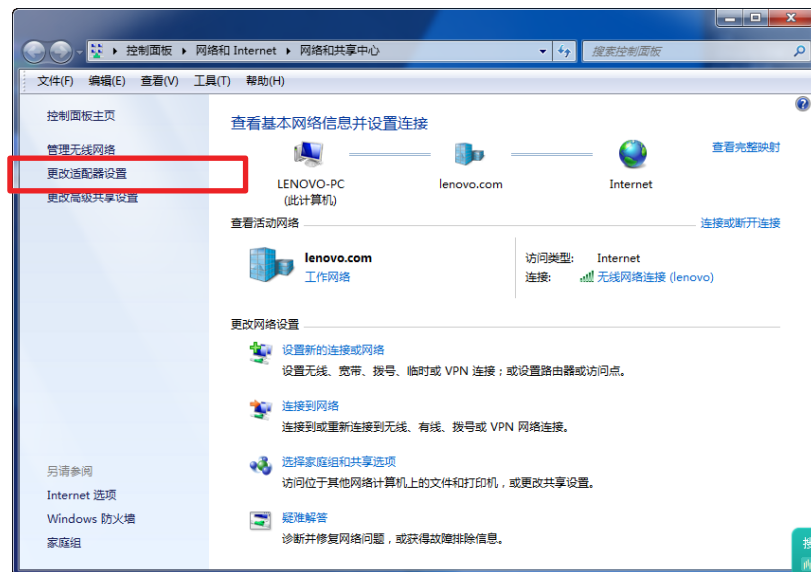 控制面板 ▸ 网络和 Internet ▸ 网络和共享中心
搜索控制面板
文件(F) 编辑(E) 查看(V) 工具(T) 帮助(H)
控制面板主页
管理无线网络
更改适配器设置
更改高级共享设置
查看基本网络信息并设置连接
查看完整映射
LENOVO-PC
(此计算机)
lenovo.com
Internet
查看活动网络
连接或断开连接
lenovo.com
工作网络
访问类型: Internet
连接: 无线网络连接 (lenovo)
更改网络设置
设置新的连接或网络
设置无线、宽带、拨号、临时或 VPN 连接；或设置路由器或访问点。
连接到网络
连接到或重新连接到无线、有线、拨号或 VPN 网络连接。
选择家庭组和共享选项
访问位于其他网络计算机上的文件和打印机，或更改共享设置。
疑难解答
诊断并修复网络问题，或获得故障排除信息。
另请参阅
Internet 选项
Windows 防火墙
家庭组